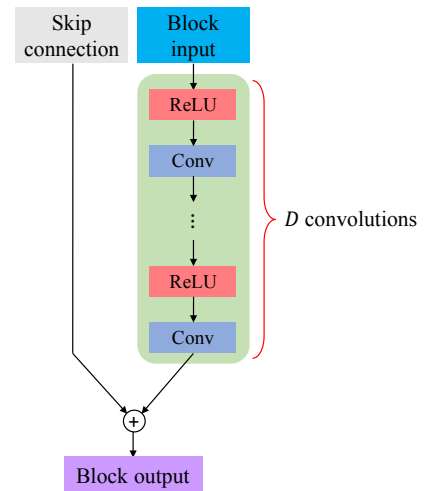 Skip
connection
Block
input
ReLU
Conv
⋮
ReLU
Conv
D convolutions
+
Block output